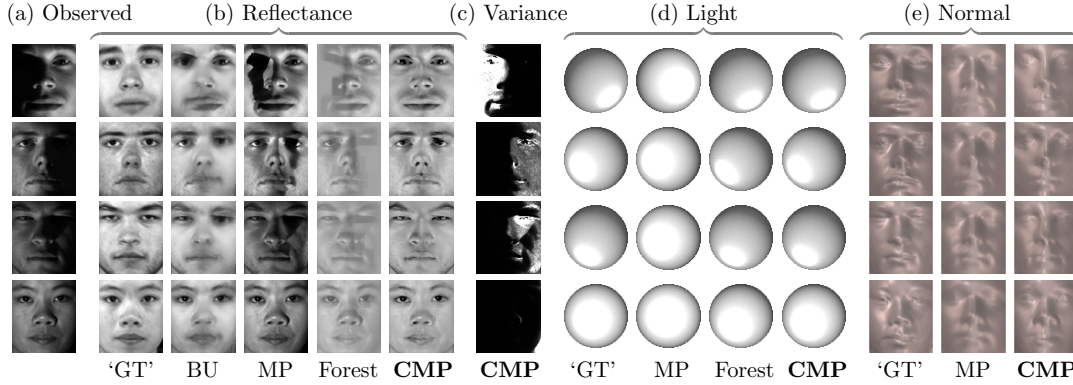 (a) Observed (b) Reflectance (c) Variance (d) Light (e) Normal
‘GT’ BU MP Forest CMP CMP ‘GT’ MP Forest CMP ‘GT’ MP CMP